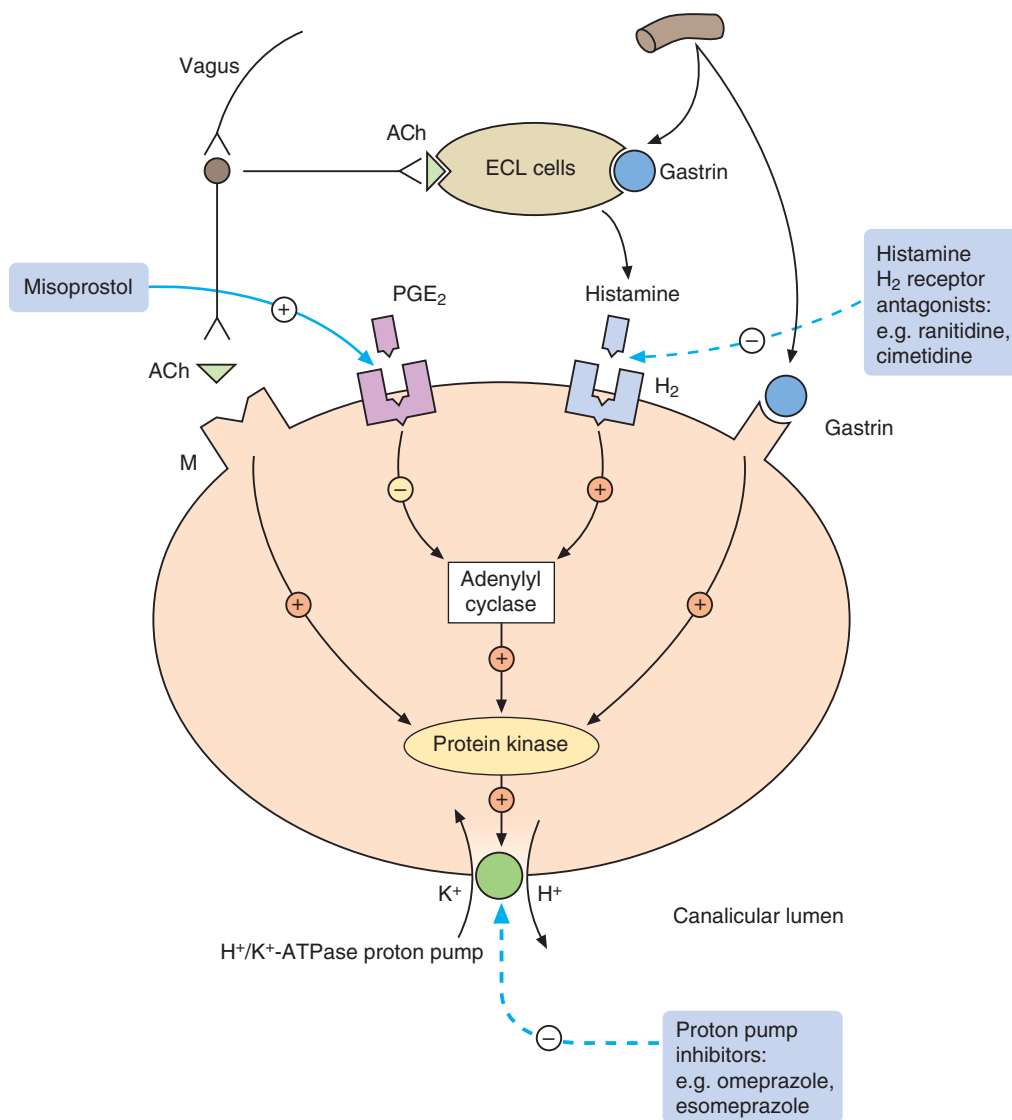 Vagus
ACh
ECL cells
Gastrin
Misoprostol
PGE₂
Histamine
Histamine
H₂ receptor
antagonists:
e.g. ranitidine,
cimetidine
ACh
H₂
Gastrin
M
−
+
+
−
Adenylyl
cyclase
+
+
+
Protein kinase
+
K⁺
H⁺
Canalicular lumen
H⁺/K⁺-ATPase proton pump
−
Proton pump
inhibitors:
e.g. omeprazole,
esomeprazole
+